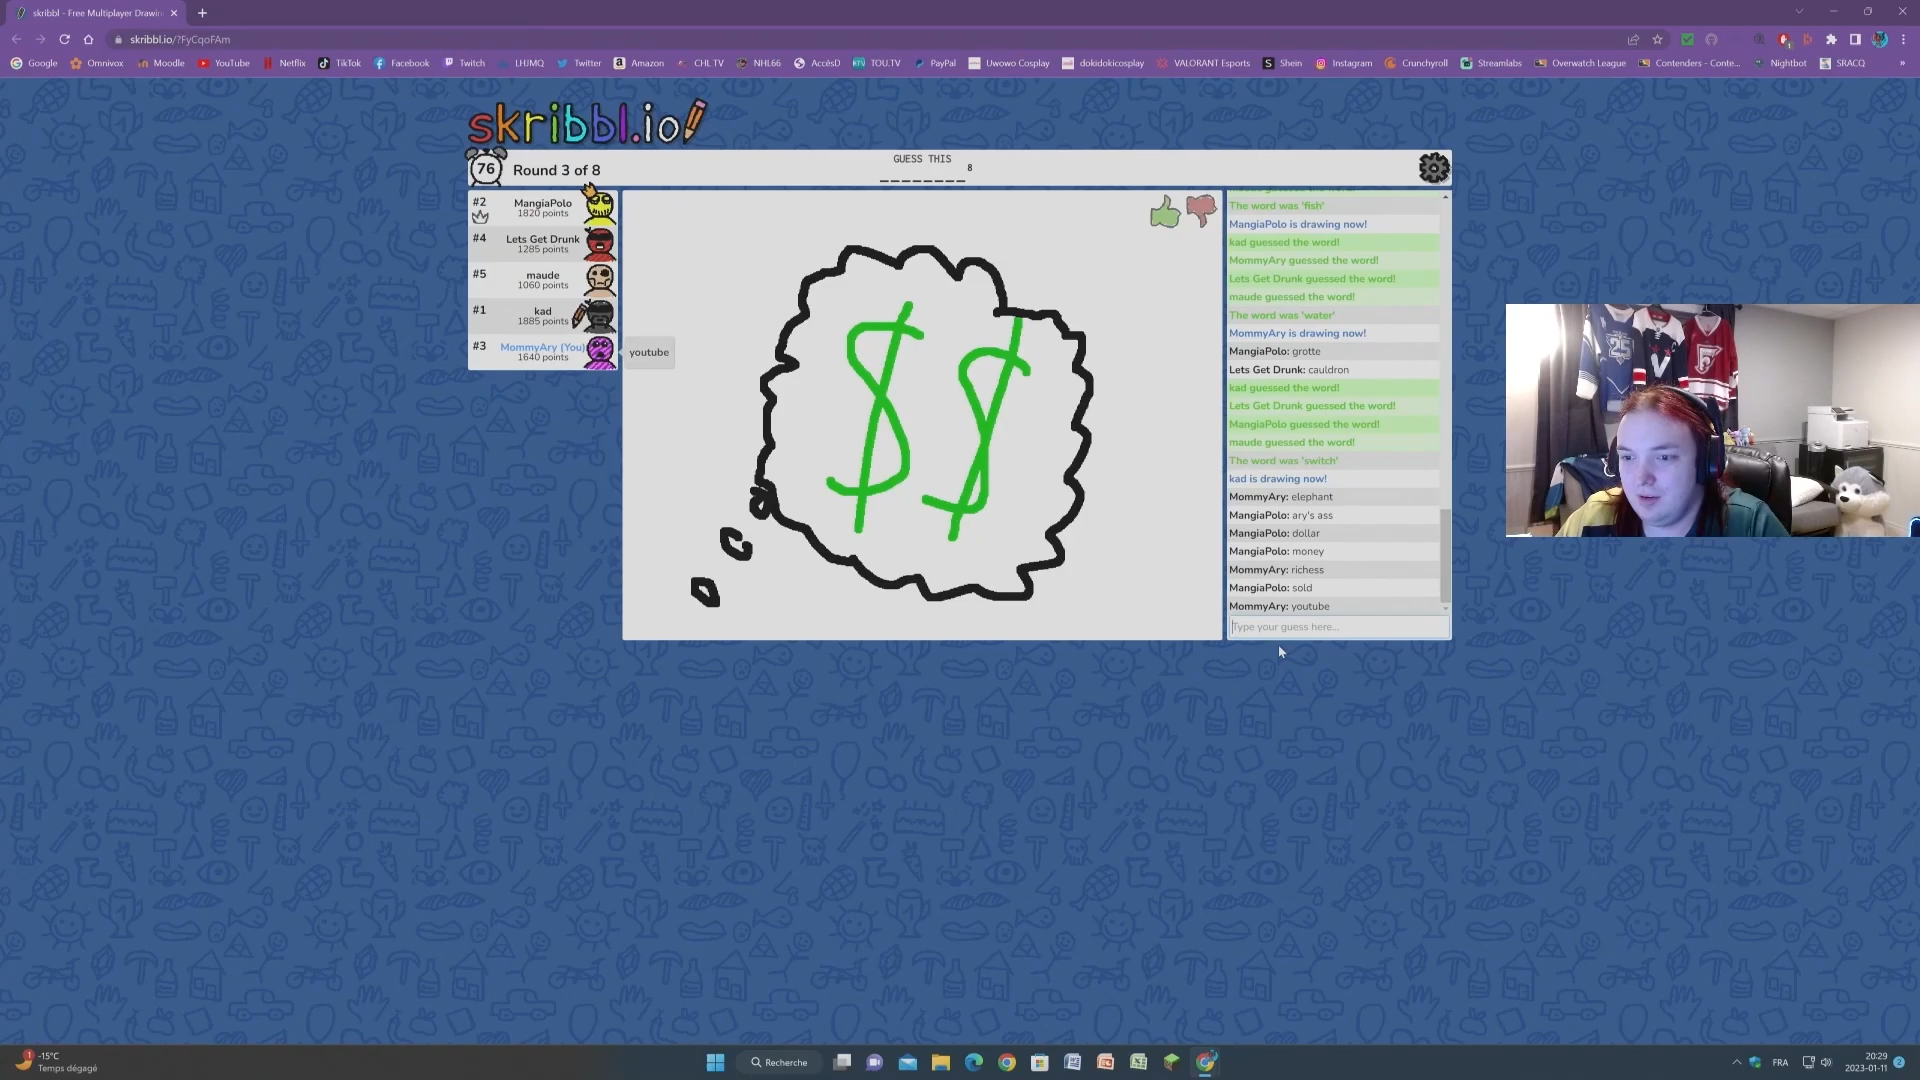 skribbl - Free Multiplayer Drawin
skribbl.io/?FyCqoFAm
Google Omnivox Moodle YouTube Netflix TikTok Facebook Twitch LHJMQ Twitter Amazon CHL TV NHL66 AccèsD TOU.TV PayPal Uwowo Cosplay dokidokicosplay VALORANT Esports Shein Instagram Crunchyroll Streamlabs Overwatch League Contenders - Conte... Nightbot SRACQ »
skribbl.io
76 Round 3 of 8
GUESS THIS
________ 8
#2 MangiaPolo
1820 points
#4 Lets Get Drunk
1285 points
#5 maude
1060 points
#1 kad
1885 points
#3 MommyAry (You)
1640 points
youtube
$ $
The word was 'fish'
MangiaPolo is drawing now!
kad guessed the word!
MommyAry guessed the word!
Lets Get Drunk guessed the word!
maude guessed the word!
The word was 'water'
MommyAry is drawing now!
MangiaPolo: grotte
Lets Get Drunk: cauldron
kad guessed the word!
Lets Get Drunk guessed the word!
MangiaPolo guessed the word!
maude guessed the word!
The word was 'switch'
kad is drawing now!
MommyAry: elephant
MangiaPolo: ary's ass
MangiaPolo: dollar
MangiaPolo: money
MommyAry: richess
MangiaPolo: sold
MommyAry: youtube
Type your guess here...
25
-15°C
Temps dégagé
Recherche
FRA
20:29
2023-01-11
2